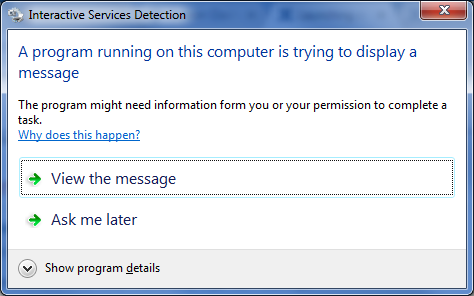 Interactive Services Detection
A program running on this computer is trying to display a
message
The program might need information form you or your permission to complete a
task.
Why does this happen?
View the message
Ask me later
Show program details